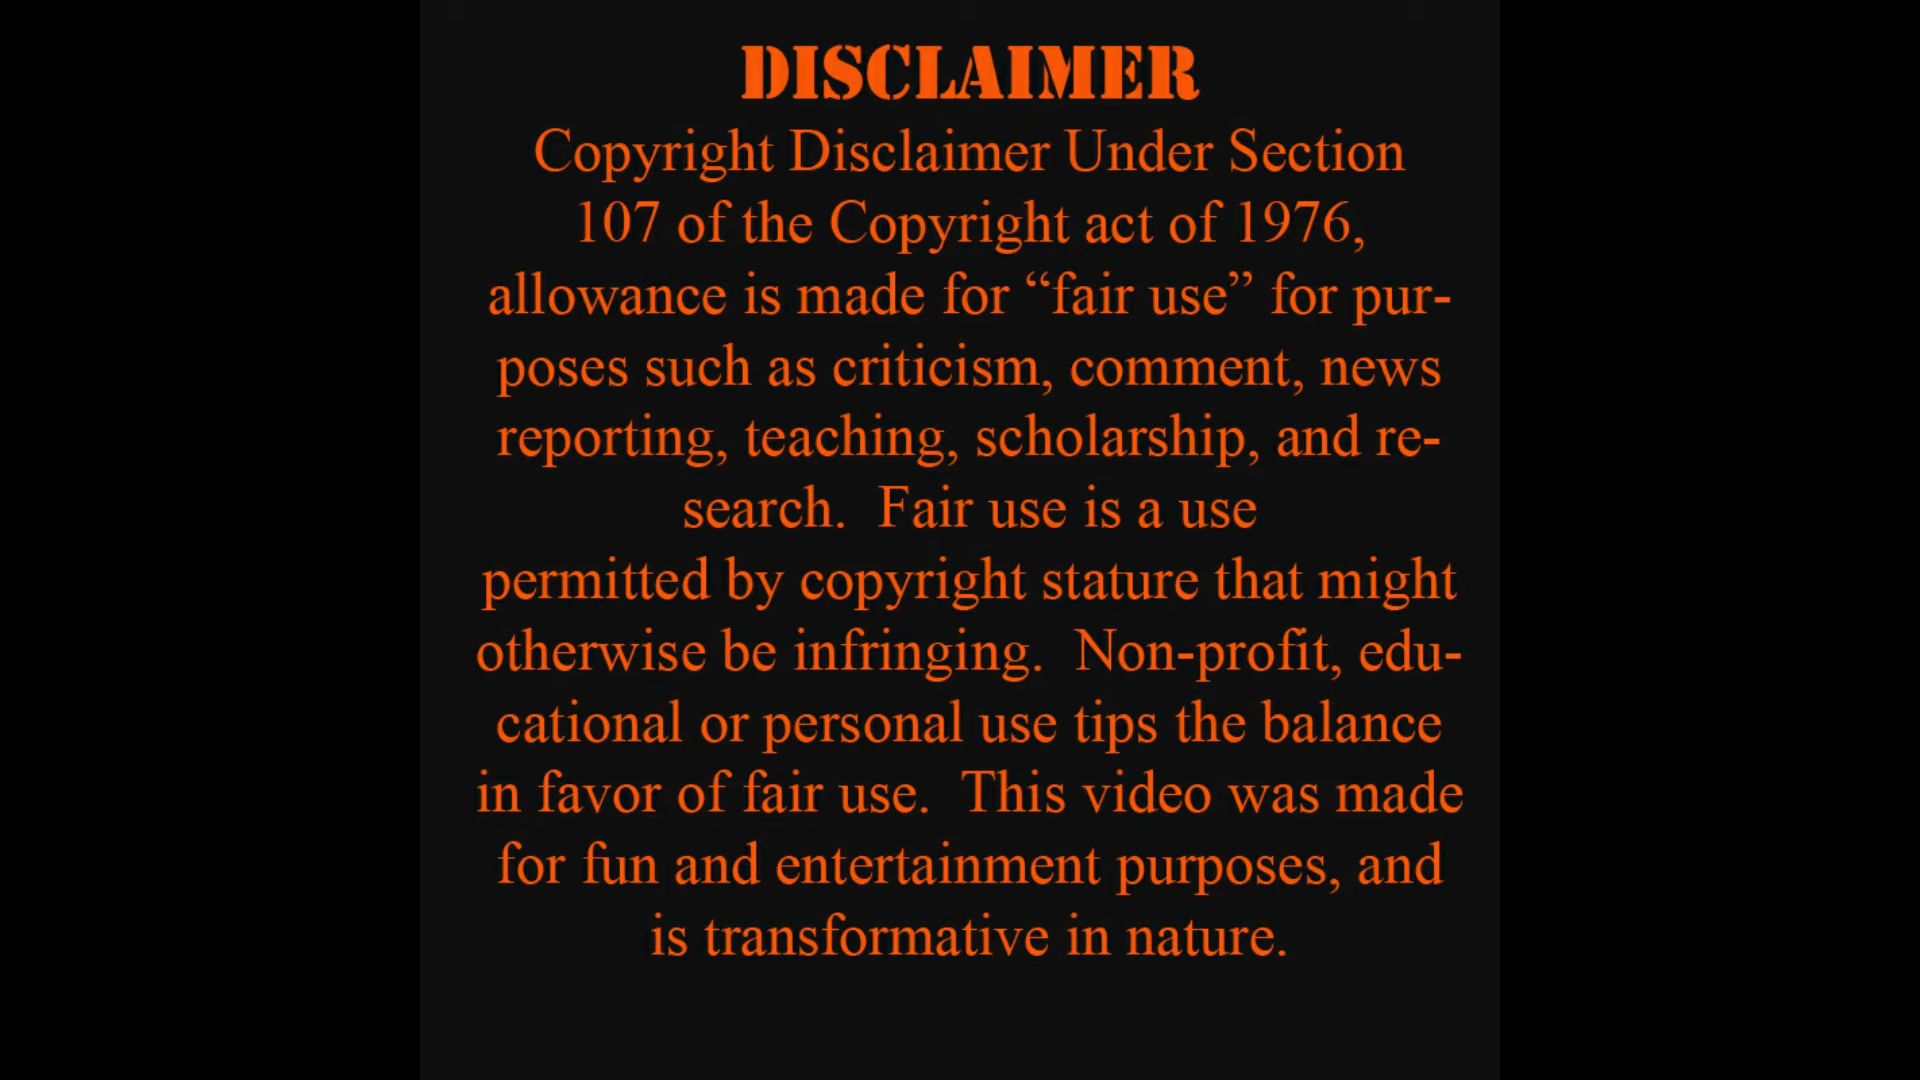 DISCLAIMER
Copyright Disclaimer Under Section
107 of the Copyright act of 1976,
allowance is made for “fair use” for pur-
poses such as criticism, comment, news
reporting, teaching, scholarship, and re-
search.  Fair use is a use
permitted by copyright stature that might
otherwise be infringing.  Non-profit, edu-
cational or personal use tips the balance
in favor of fair use.  This video was made
for fun and entertainment purposes, and
is transformative in nature.